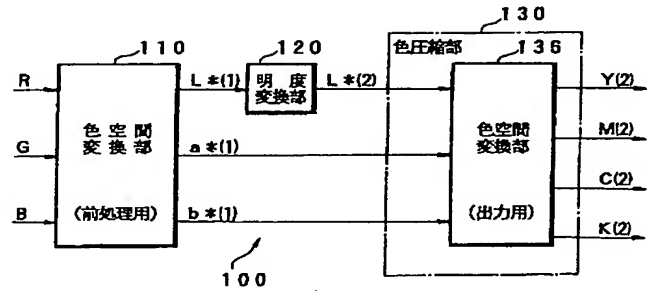 110
120
130
色圧縮部
136
R
G
B
色空間
変換部
(前処理用)
L*(1)
a*(1)
b*(1)
明度
変換部
L*(2)
色空間
変換部
(出力用)
Y(2)
M(2)
C(2)
K(2)
100